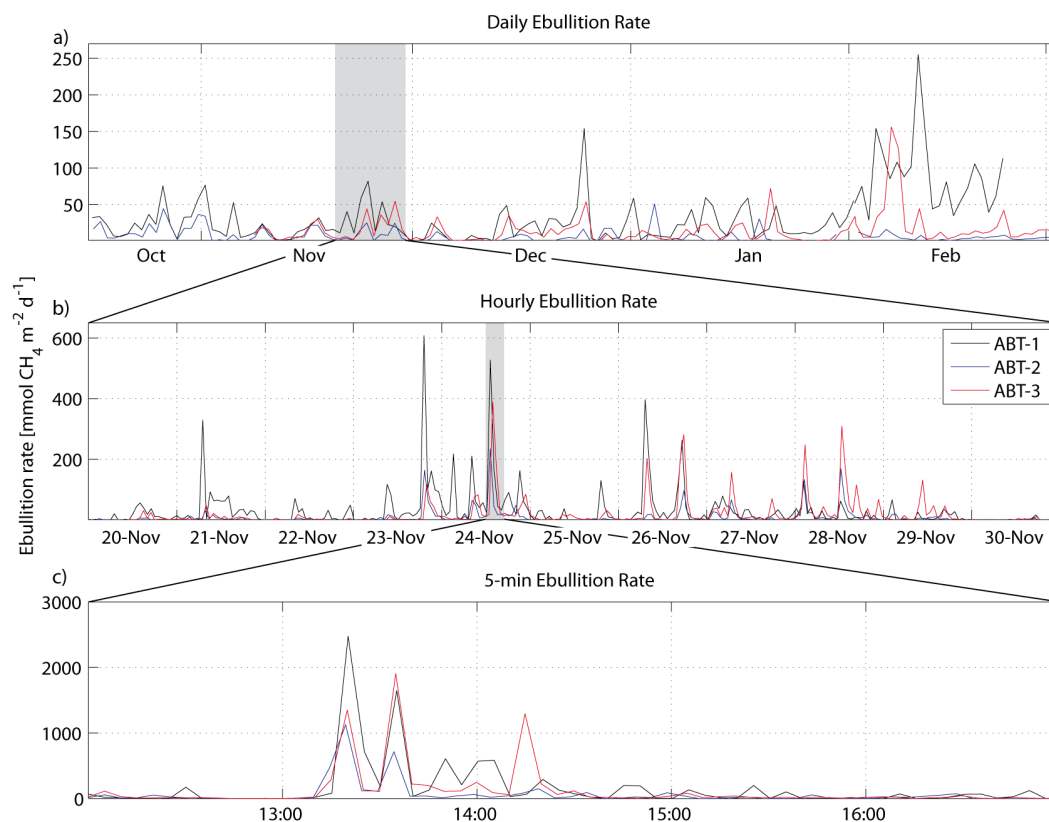 Daily Ebullition Rate
a)
250
200
150
100
50
Oct Nov Dec Jan Feb
Ebullition rate [mmol CH4 m-2 d-1]
Hourly Ebullition Rate
b)
600
400
200
ABT-1
ABT-2
ABT-3
20-Nov 21-Nov 22-Nov 23-Nov 24-Nov 25-Nov 26-Nov 27-Nov 28-Nov 29-Nov 30-Nov
5-min Ebullition Rate
c)
3000
2000
1000
0
13:00 14:00 15:00 16:00